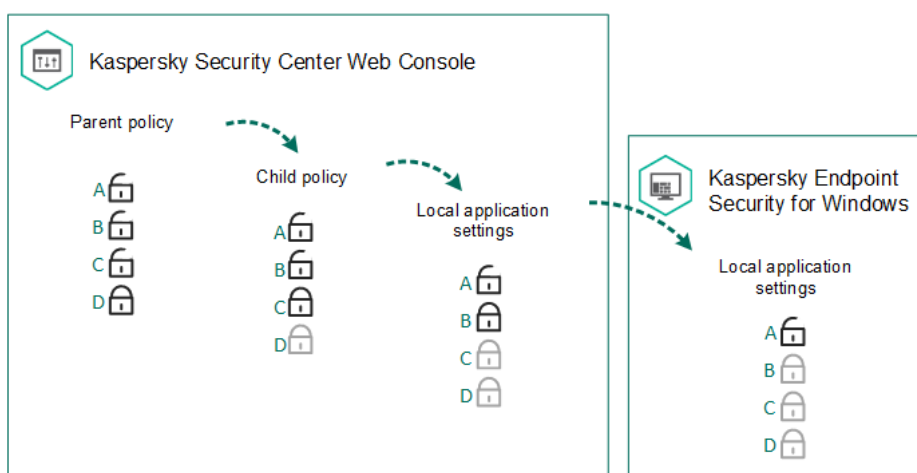 Kaspersky Security Center Web Console
Parent policy
A
B
C
D
Child policy
A
B
C
D
Local application
settings
A
B
C
D
Kaspersky Endpoint
Security for Windows
Local application
settings
A
B
C
D